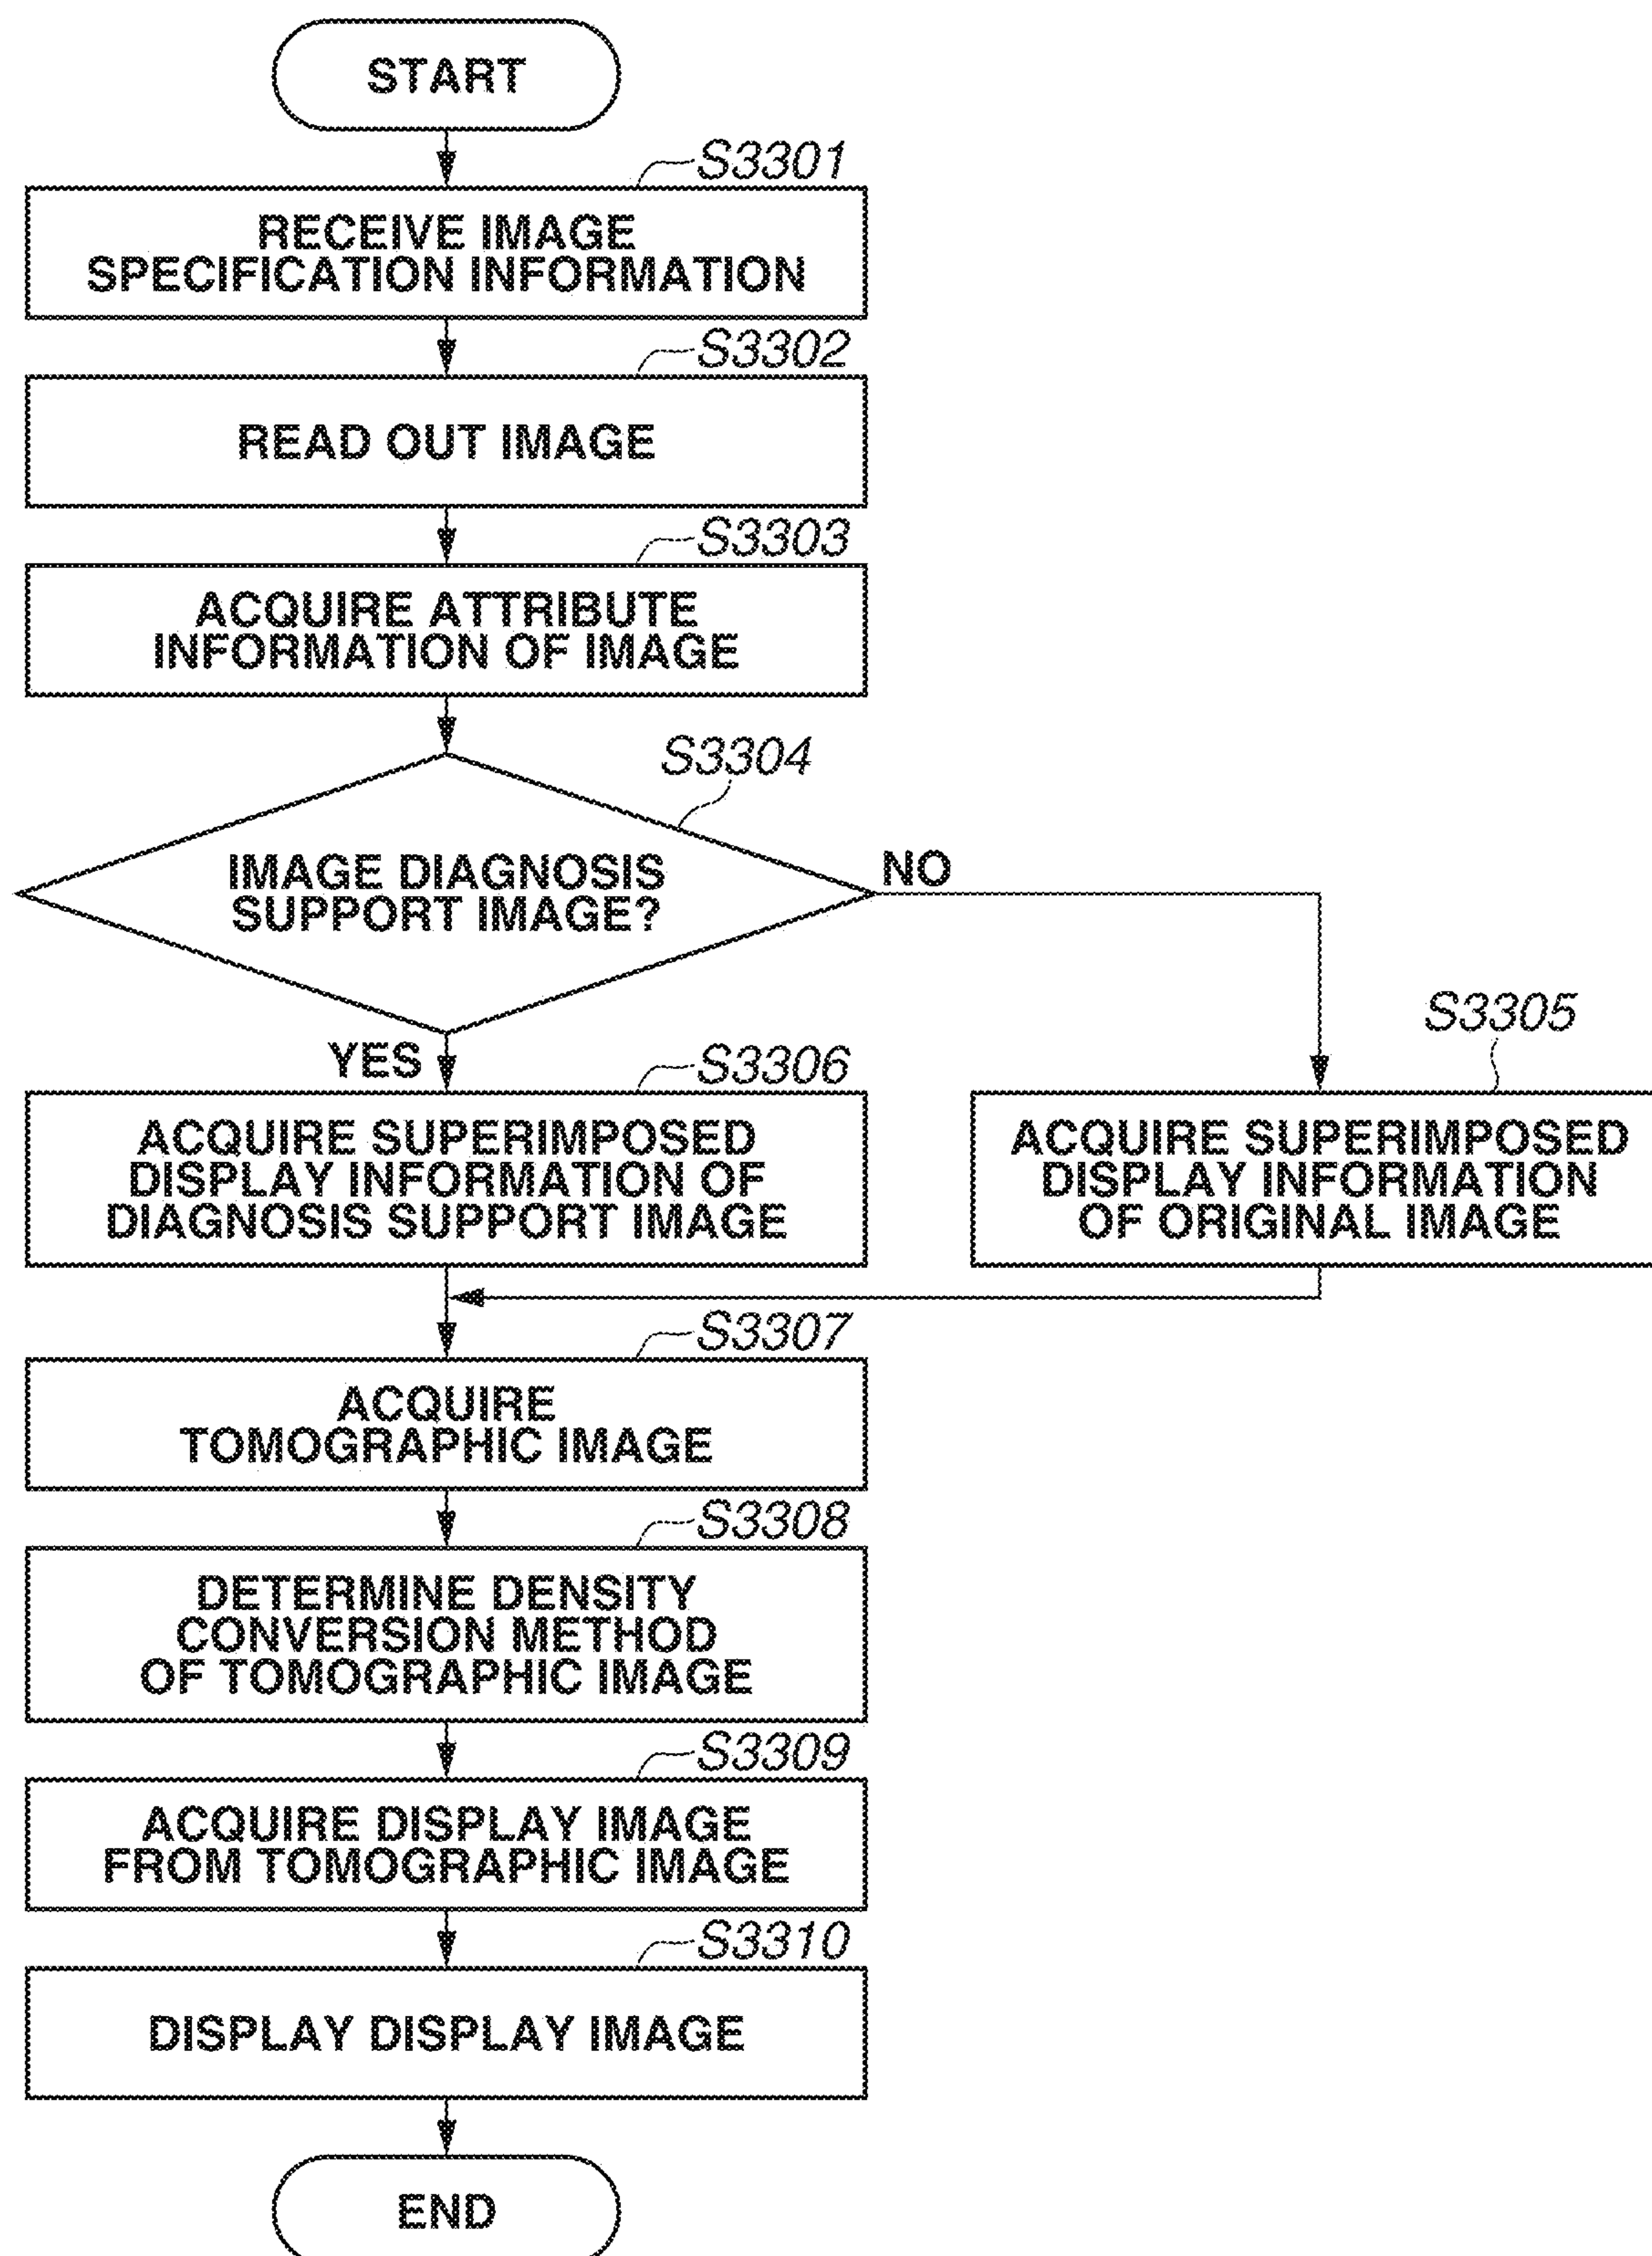 START
S3301
RECEIVE IMAGE
SPECIFICATION INFORMATION
S3302
READ OUT IMAGE
S3303
ACQUIRE ATTRIBUTE
INFORMATION OF IMAGE
S3304
IMAGE DIAGNOSIS
SUPPORT IMAGE?
NO
YES
S3306
ACQUIRE SUPERIMPOSED
DISPLAY INFORMATION OF
DIAGNOSIS SUPPORT IMAGE
S3305
ACQUIRE SUPERIMPOSED
DISPLAY INFORMATION
OF ORIGINAL IMAGE
S3307
ACQUIRE
TOMOGRAPHIC IMAGE
S3308
DETERMINE DENSITY
CONVERSION METHOD
OF TOMOGRAPHIC IMAGE
S3309
ACQUIRE DISPLAY IMAGE
FROM TOMOGRAPHIC IMAGE
S3310
DISPLAY DISPLAY IMAGE
END